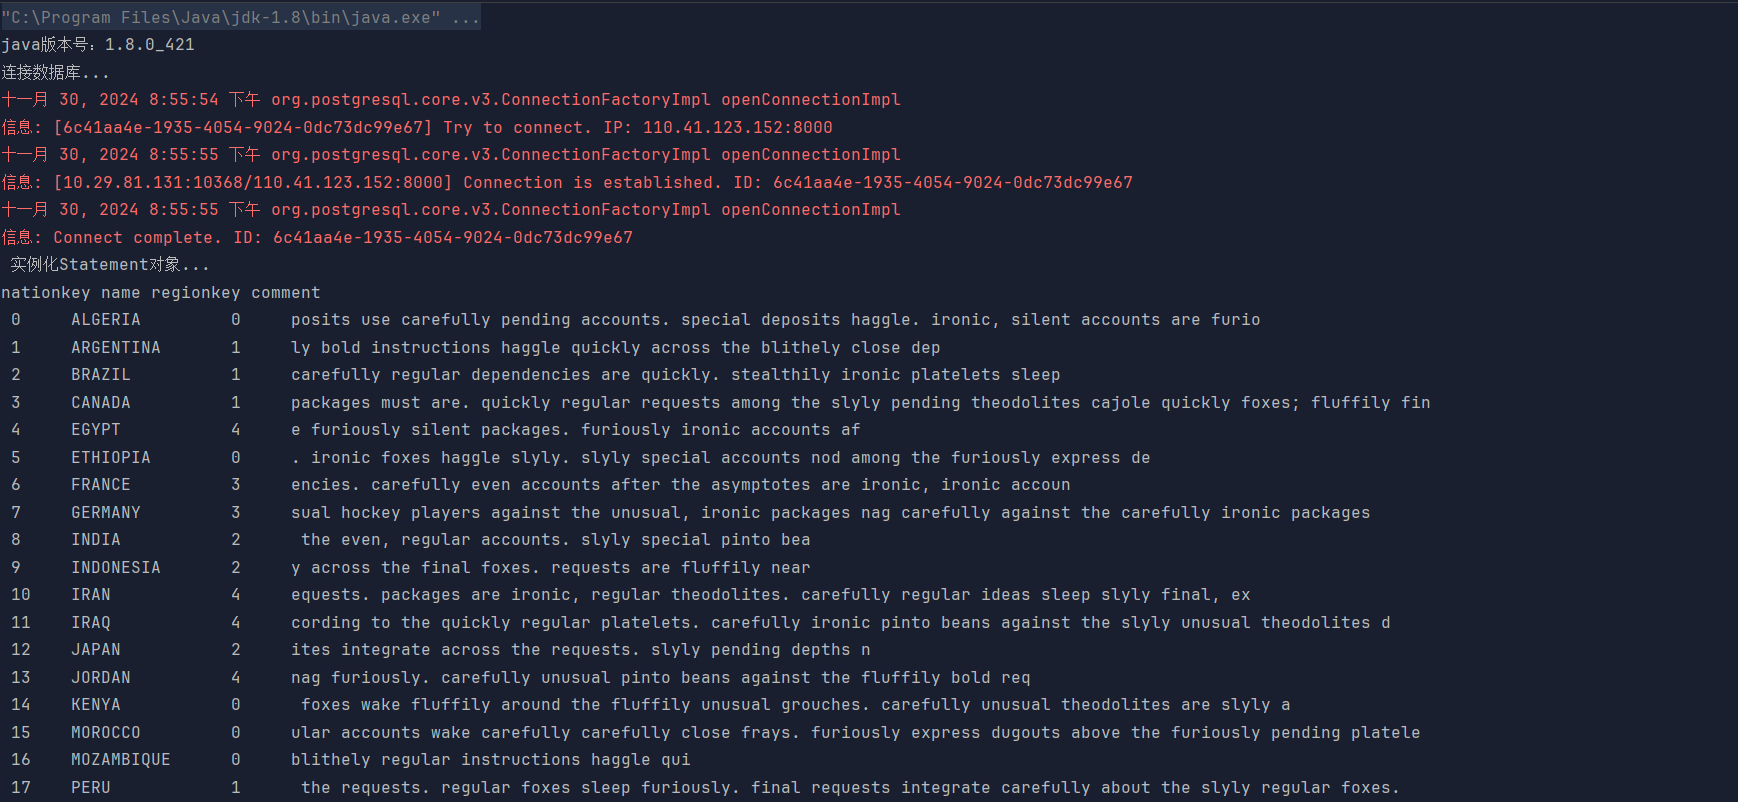 "C:\Program Files\Java\jdk-1.8\bin\java.exe" ...
java版本号：1.8.0_421
连接数据库...
十一月 30, 2024 8:55:54 下午 org.postgresql.core.v3.ConnectionFactoryImpl openConnectionImpl
信息: [6c41aa4e-1935-4054-9024-0dc73dc99e67] Try to connect. IP: 110.41.123.152:8000
十一月 30, 2024 8:55:55 下午 org.postgresql.core.v3.ConnectionFactoryImpl openConnectionImpl
信息: [10.29.81.131:10368/110.41.123.152:8000] Connection is established. ID: 6c41aa4e-1935-4054-9024-0dc73dc99e67
十一月 30, 2024 8:55:55 下午 org.postgresql.core.v3.ConnectionFactoryImpl openConnectionImpl
信息: Connect complete. ID: 6c41aa4e-1935-4054-9024-0dc73dc99e67
实例化Statement对象...
nationkey name regionkey comment
0 ALGERIA 0 posits use carefully pending accounts. special deposits haggle. ironic, silent accounts are furio
1 ARGENTINA 1 ly bold instructions haggle quickly across the blithely close dep
2 BRAZIL 1 carefully regular dependencies are quickly. stealthily ironic platelets sleep
3 CANADA 1 packages must are. quickly regular requests among the slyly pending theodolites cajole quickly foxes; fluffily fin
4 EGYPT 4 e furiously silent packages. furiously ironic accounts af
5 ETHIOPIA 0 . ironic foxes haggle slyly. slyly special accounts nod among the furiously express de
6 FRANCE 3 encies. carefully even accounts after the asymptotes are ironic, ironic accoun
7 GERMANY 3 sual hockey players against the unusual, ironic packages nag carefully against the carefully ironic packages
8 INDIA 2 the even, regular accounts. slyly special pinto bea
9 INDONESIA 2 y across the final foxes. requests are fluffily near
10 IRAN 4 equests. packages are ironic, regular theodolites. carefully regular ideas sleep slyly final, ex
11 IRAQ 4 cording to the quickly regular platelets. carefully ironic pinto beans against the slyly unusual theodolites d
12 JAPAN 2 ites integrate across the requests. slyly pending depths n
13 JORDAN 4 nag furiously. carefully unusual pinto beans against the fluffily bold req
14 KENYA 0 foxes wake fluffily around the fluffily unusual grouches. carefully unusual theodolites are slyly a
15 MOROCCO 0 ular accounts wake carefully carefully close frays. furiously express dugouts above the furiously pending platele
16 MOZAMBIQUE 0 blithely regular instructions haggle qui
17 PERU 1 the requests. regular foxes sleep furiously. final requests integrate carefully about the slyly regular foxes.